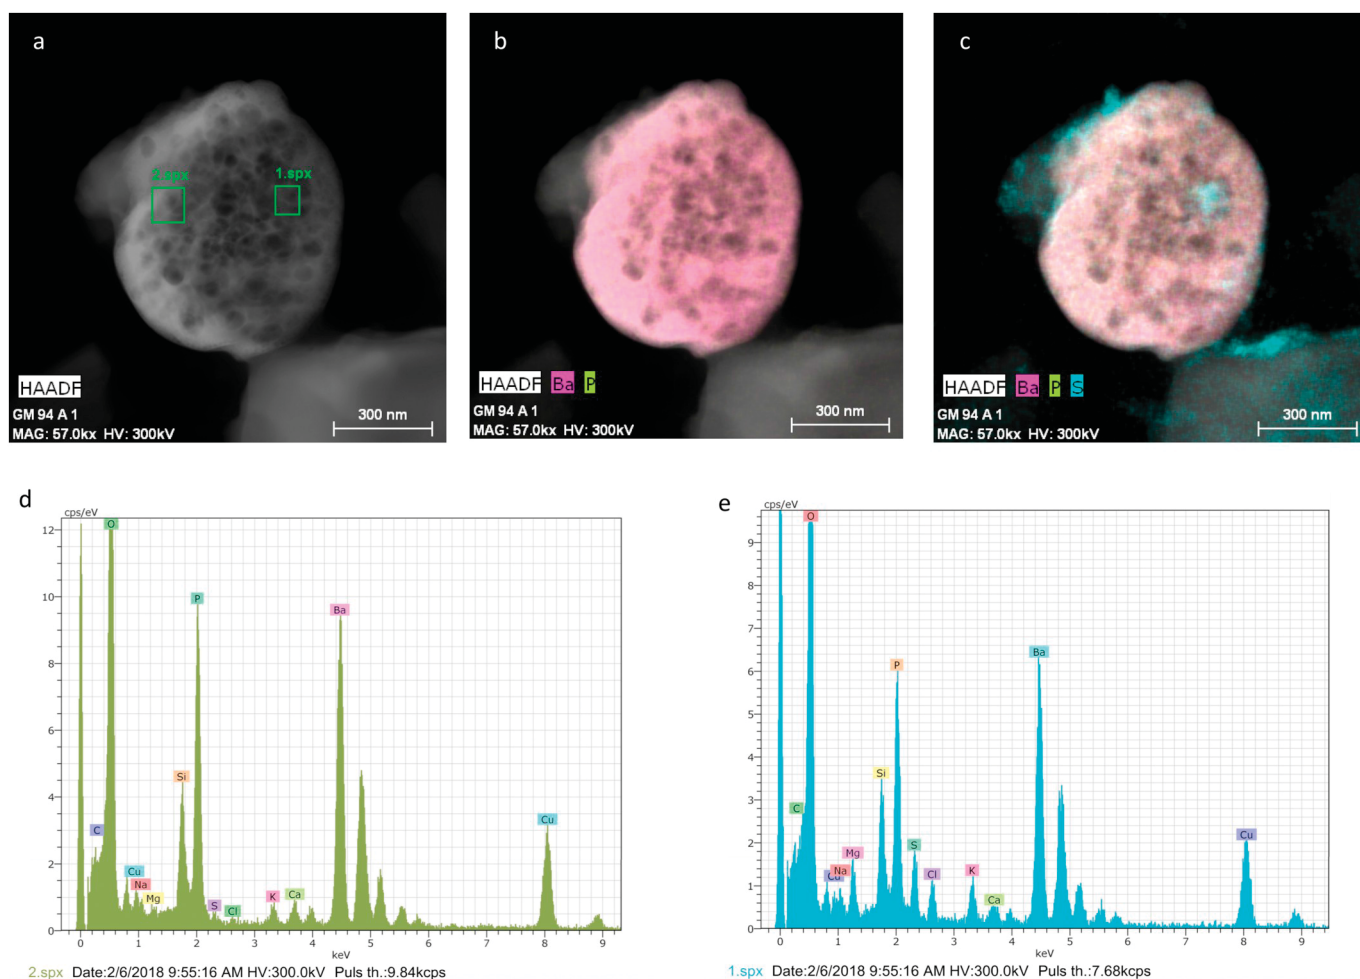 a
2.spx
1.spx
HAADF
GM 94 A 1
MAG: 57.0kx HV: 300kV
300 nm
b
HAADF Ba P
GM 94 A 1
MAG: 57.0kx HV: 300kV
300 nm
c
HAADF Ba P S
GM 94 A 1
MAG: 57.0kx HV: 300kV
300 nm
d
cps/eV
12
10
8
6
4
2
0
O
P
Ba
Si
C
Cu
Na
Mg
S
Cl
K
Ca
Cu
0 1 2 3 4 5 6 7 8 9
keV
2.spx Date:2/6/2018 9:55:16 AM HV:300.0kV Puls th.:9.84kcps
e
cps/eV
9
8
7
6
5
4
3
2
1
0
O
P
Ba
Si
C
Mg
Cu
Na
S
Cl
K
Ca
Cu
0 1 2 3 4 5 6 7 8 9
keV
1.spx Date:2/6/2018 9:55:16 AM HV:300.0kV Puls th.:7.68kcps